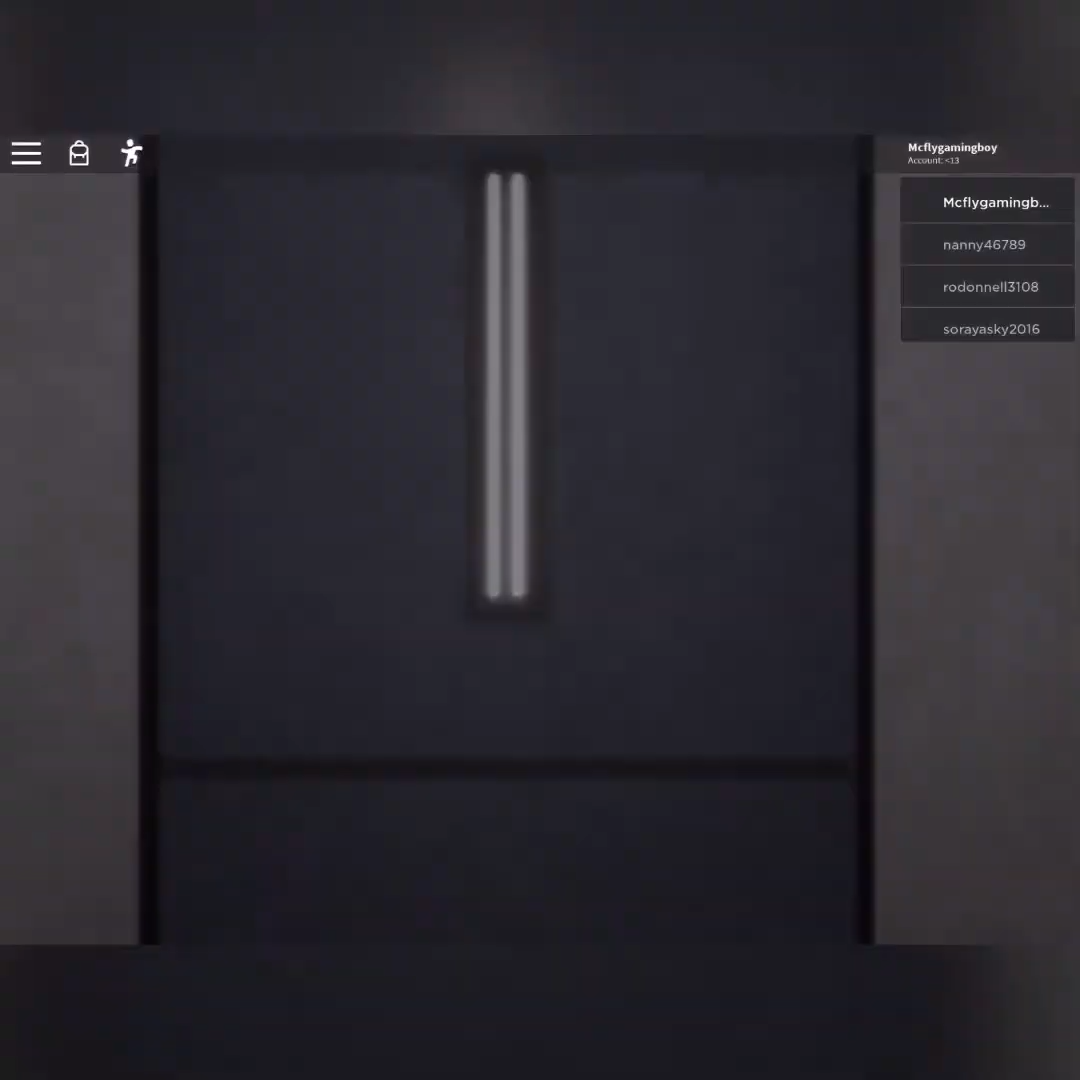 Mcflygamingboy
Account: <13
Mcflygamingb...
nanny46789
rodonnell3108
sorayasky2016